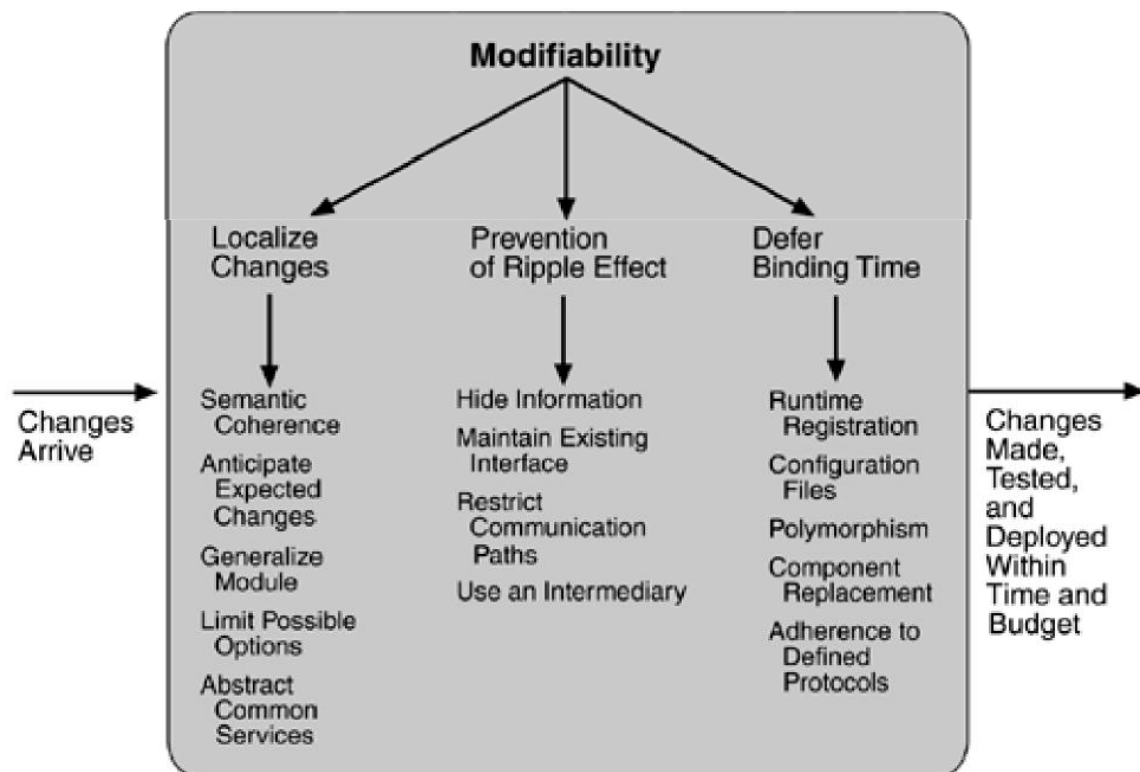 Modifiability
Localize
Changes
Prevention
of Ripple Effect
Defer
Binding Time
Changes
Arrive
Semantic
Coherence
Anticipate
Expected
Changes
Generalize
Module
Limit Possible
Options
Abstract
Common
Services
Hide Information
Maintain Existing
Interface
Restrict
Communication
Paths
Use an Intermediary
Runtime
Registration
Configuration
Files
Polymorphism
Component
Replacement
Adherence to
Defined
Protocols
Changes
Made,
Tested,
and
Deployed
Within
Time and
Budget